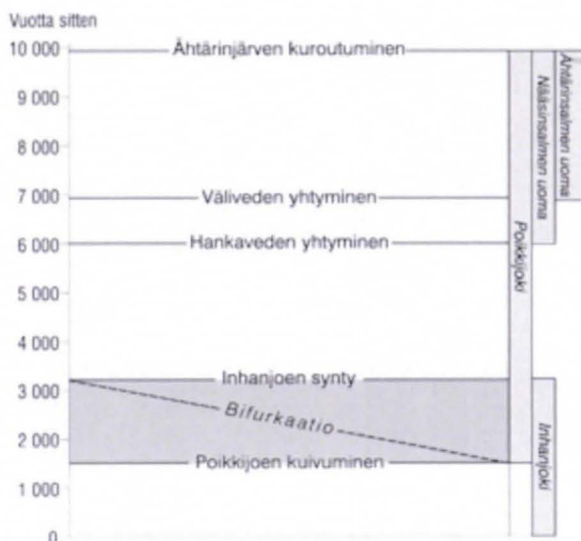 Vuotta sitten
10 000
Ähtärinjärven kuroutuminen
9 000
8 000
7 000
Väliveden yhtyminen
6 000
Hankaveden yhtyminen
5 000
4 000
3 000
Inhanjoen synty
Bifurkaatio
2 000
Poikkijoen kuivuminen
1 000
0
Poikkijoki
Nääsinsalmen uoma
Ähtärinsalmen uoma
Inhanjoki